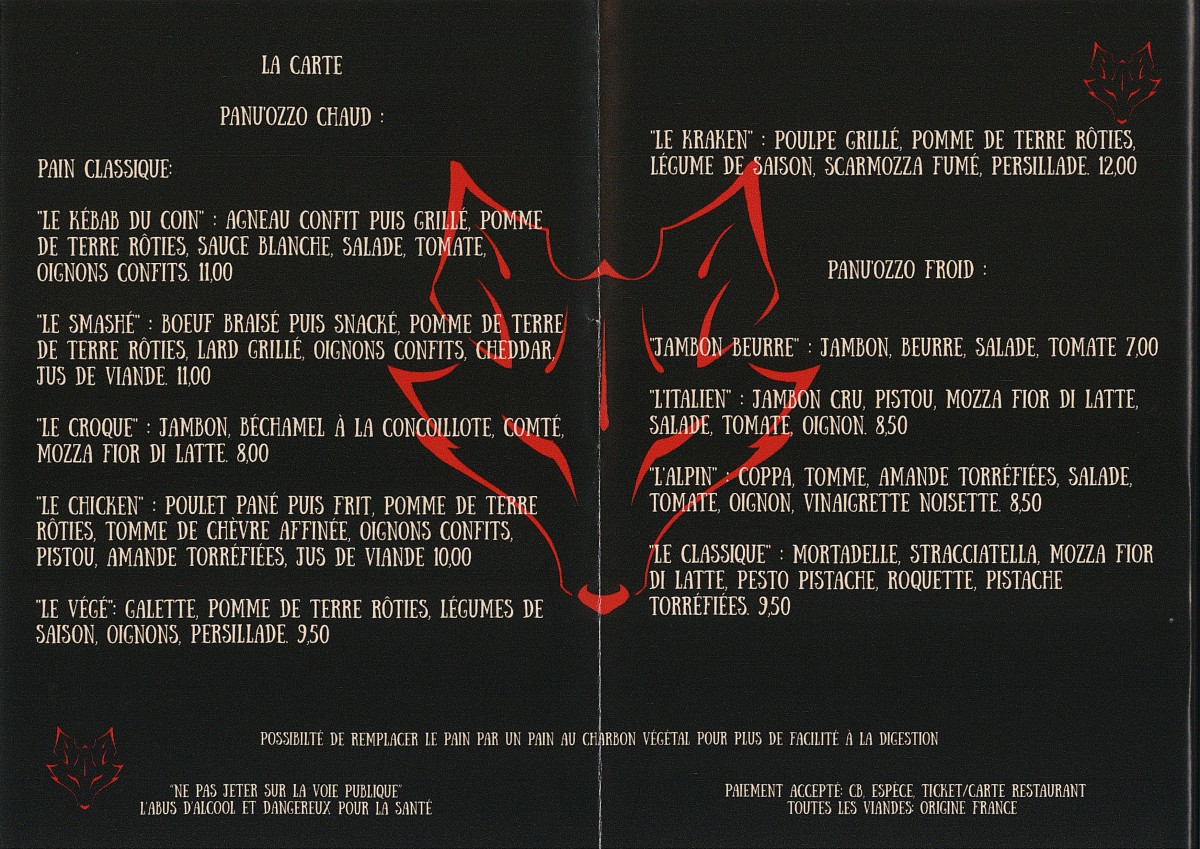 LA CARTE
PANU'OZZO CHAUD :
PAIN CLASSIQUE:
"LE KÉBAB DU COIN" : AGNEAU CONFIT PUIS GRILLÉ, POMME
DE TERRE RÔTIES, SAUCE BLANCHE, SALADE, TOMATE,
OIGNONS CONFITS. 11,00
"LE SMASHÉ" : BOEUF BRAISÉ PUIS SNACKÉ, POMME DE TERRE
DE TERRE RÔTIES, LARD GRILLÉ, OIGNONS CONFITS, CHEDDAR,
JUS DE VIANDE. 11,00
"LE CROQUE" : JAMBON, BÉCHAMEL À LA CONCOILLOTE, COMTÉ,
MOZZA FIOR DI LATTE. 8,00
"LE CHICKEN" : POULET PANÉ PUIS FRIT, POMME DE TERRE
RÔTIES, TOMME DE CHÈVRE AFFINÉE, OIGNONS CONFITS,
PISTOU, AMANDE TORRÉFIÉES, JUS DE VIANDE 10,00
"LE VÉGÉ": GALETTE, POMME DE TERRE RÔTIES, LÉGUMES DE
SAISON, OIGNONS, PERSILLADE. 9,50
"LE KRAKEN" : POULPE GRILLÉ, POMME DE TERRE RÔTIES,
LÉGUME DE SAISON, SCARMOZZA FUMÉ, PERSILLADE. 12,00
PANU'OZZO FROID :
"JAMBON BEURRE" : JAMBON, BEURRE, SALADE, TOMATE 7,00
"L'ITALIEN" : JAMBON CRU, PISTOU, MOZZA FIOR DI LATTE,
SALADE, TOMATE, OIGNON. 8,50
"L'ALPIN" : COPPA, TOMME, AMANDE TORRÉFIÉES, SALADE,
TOMATE, OIGNON, VINAIGRETTE NOISETTE. 8,50
"LE CLASSIQUE" : MORTADELLE, STRACCIATELLA, MOZZA FIOR
DI LATTE, PESTO PISTACHE, ROQUETTE, PISTACHE
TORRÉFIÉES. 9,50
POSSIBILTÉ DE REMPLACER LE PAIN PAR UN PAIN AU CHARBON VÉGÉTAL POUR PLUS DE FACILITÉ À LA DIGESTION
"NE PAS JETER SUR LA VOIE PUBLIQUE"
L'ABUS D'ALCOOL ET DANGEREUX POUR LA SANTÉ
PAIEMENT ACCEPTÉ: CB, ESPÈCE, TICKET/CARTE RESTAURANT
TOUTES LES VIANDES: ORIGINE FRANCE